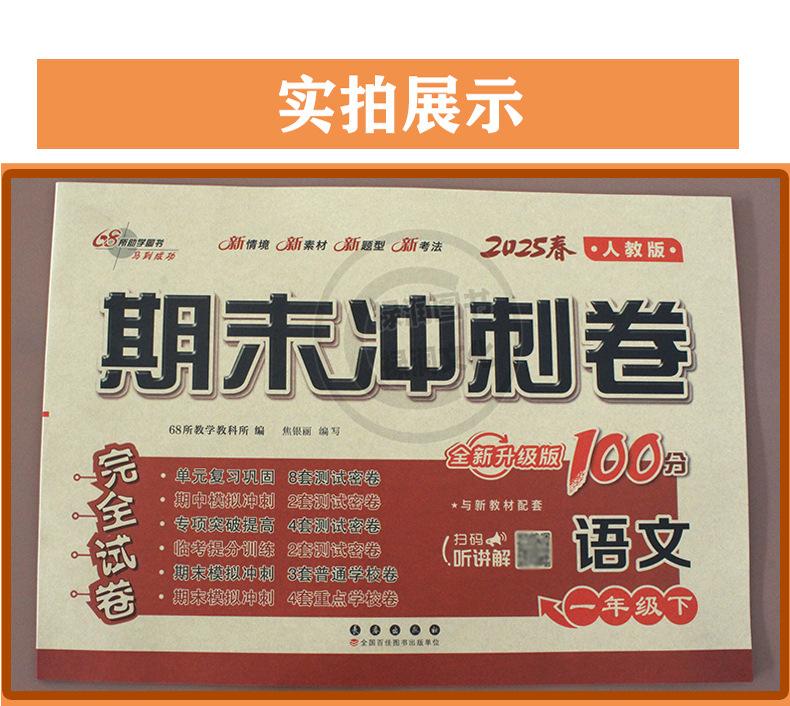 实拍展示
68所助学图书
马到成功
新情境 新素材 新题型 新考法
2025春
·人教版·
期末冲刺卷
68所教学教科所 编 焦银丽 编写
全新升级版 100分
完全试卷
·单元复习巩固 8套测试密卷
·期中模拟冲刺 2套测试密卷
·专项突破提高 4套测试密卷
·临考提分训练 2套测试密卷
·期末模拟冲刺 3套普通学校卷
·期末模拟冲刺 4套重点学校卷
★与新教材配套
扫码
听讲解
语文
一年级下
长春出版社
全国百佳图书出版单位